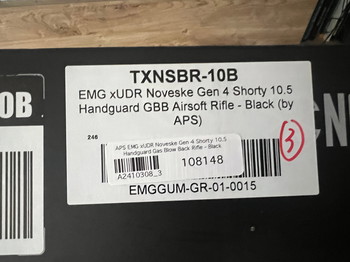 TXNSBR-10B
EMG xUDR Noveske Gen 4 Shorty 10.5
Handguard GBB Airsoft Rifle - Black (by
APS)
246
APS EMG xUDR Noveske Gen 4 Shorty 10.5
Handguard Gas Blow Back Rifle - Black
108148
A2410308_3
EMGGUM-GR-01-0015
3
0B
CN